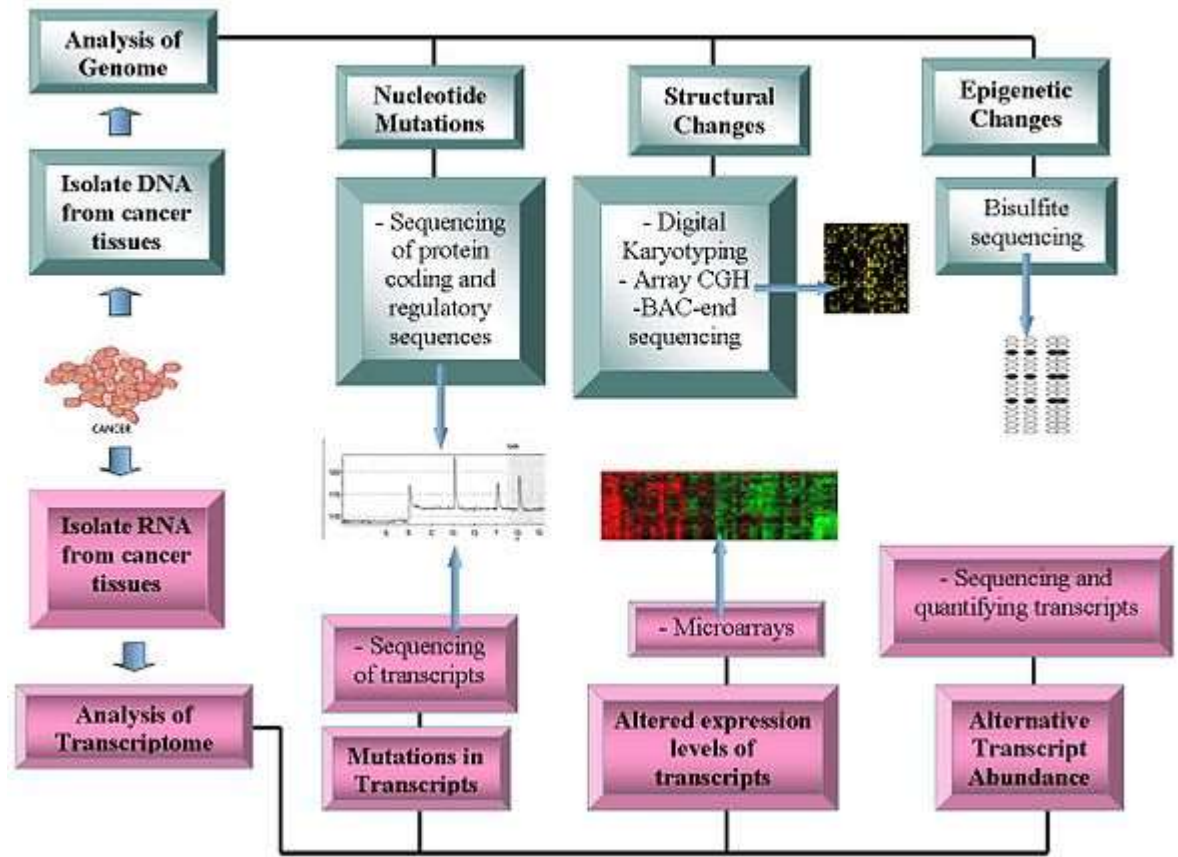 Analysis of
Genome
Nucleotide
Mutations
Structural
Changes
Epigenetic
Changes
Isolate DNA
from cancer
tissues
- Sequencing
of protein
coding and
regulatory
sequences
- Digital
Karyotyping
- Array CGH
-BAC-end
sequencing
Bisulfite
sequencing
CANCER
Isolate RNA
from cancer
tissues
- Sequencing
of transcripts
- Microarrays
- Sequencing and
quantifying transcripts
Analysis of
Transcriptome
Mutations in
Transcripts
Altered expression
levels of
transcripts
Alternative
Transcript
Abundance